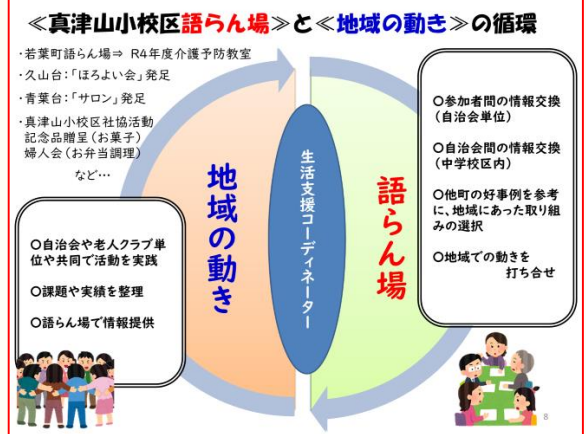 ≪真津山小校区語らん場≫と≪地域の動き≫の循環
・若葉町語らん場⇒ R4年度介護予防教室
・久山台:「ほろよい会」発足
・青葉台:「サロン」発足
・真津山小校区社協活動
記念品贈呈(お菓子)
婦人会(お弁当調理)
など…
地域の動き
〇自治会や老人クラブ単
位や共同で活動を実践
〇課題や実績を整理
〇語らん場で情報提供
生活支援コーディネーター
語らん場
〇参加者間の情報交換
(自治会単位)
〇自治会間の情報交換
(中学校区内)
〇他町の好事例を参考
に、地域にあった取り組
みの選択
〇地域での動きを
打ち合せ
8